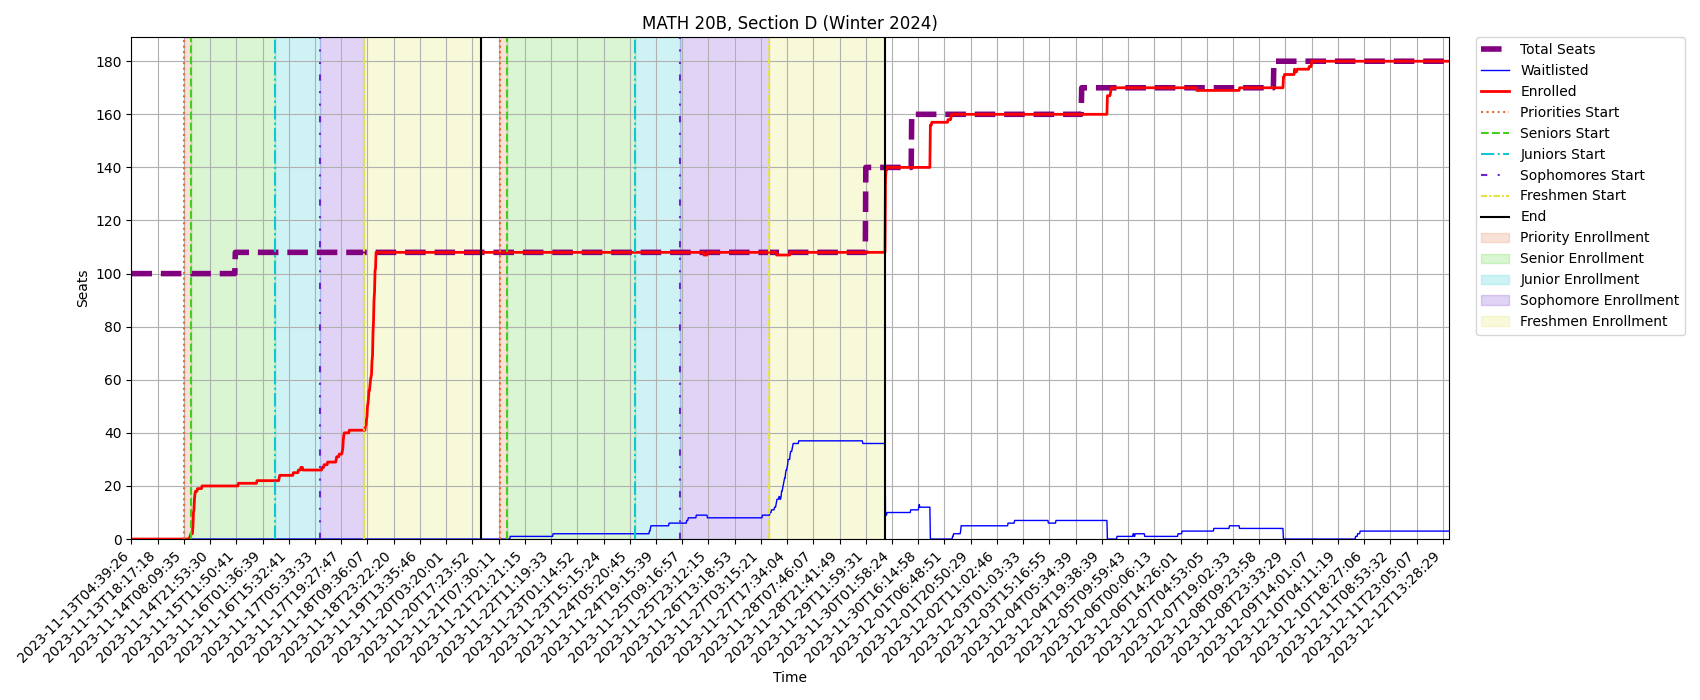 MATH 20B, Section D (Winter 2024)
Seats
180
160
140
120
100
80
60
40
20
0
2023-11-13T04:39:26
2023-11-13T18:17:18
2023-11-14T08:09:35
2023-11-14T21:53:30
2023-11-15T11:50:41
2023-11-16T01:36:39
2023-11-16T15:32:41
2023-11-17T05:33:33
2023-11-17T19:27:47
2023-11-18T09:36:07
2023-11-18T23:22:20
2023-11-19T13:35:46
2023-11-20T03:20:01
2023-11-20T17:23:52
2023-11-21T07:30:11
2023-11-21T21:21:15
2023-11-22T11:19:33
2023-11-23T01:14:52
2023-11-23T15:15:24
2023-11-24T05:20:45
2023-11-24T19:15:39
2023-11-25T09:16:57
2023-11-25T23:12:15
2023-11-26T13:18:53
2023-11-27T03:15:21
2023-11-27T17:34:04
2023-11-28T07:46:07
2023-11-28T21:41:49
2023-11-29T11:59:31
2023-11-30T01:58:24
2023-11-30T16:14:58
2023-12-01T06:48:51
2023-12-01T20:50:29
2023-12-02T11:02:46
2023-12-03T01:03:33
2023-12-03T15:16:55
2023-12-04T05:34:39
2023-12-04T19:38:39
2023-12-05T09:59:43
2023-12-06T00:06:13
2023-12-06T14:26:01
2023-12-07T04:53:05
2023-12-07T19:02:33
2023-12-08T09:23:58
2023-12-08T23:33:29
2023-12-09T14:01:07
2023-12-10T04:11:19
2023-12-10T18:27:06
2023-12-11T08:53:32
2023-12-11T23:05:07
2023-12-12T13:28:29
Time
Total Seats
Waitlisted
Enrolled
Priorities Start
Seniors Start
Juniors Start
Sophomores Start
Freshmen Start
End
Priority Enrollment
Senior Enrollment
Junior Enrollment
Sophomore Enrollment
Freshmen Enrollment